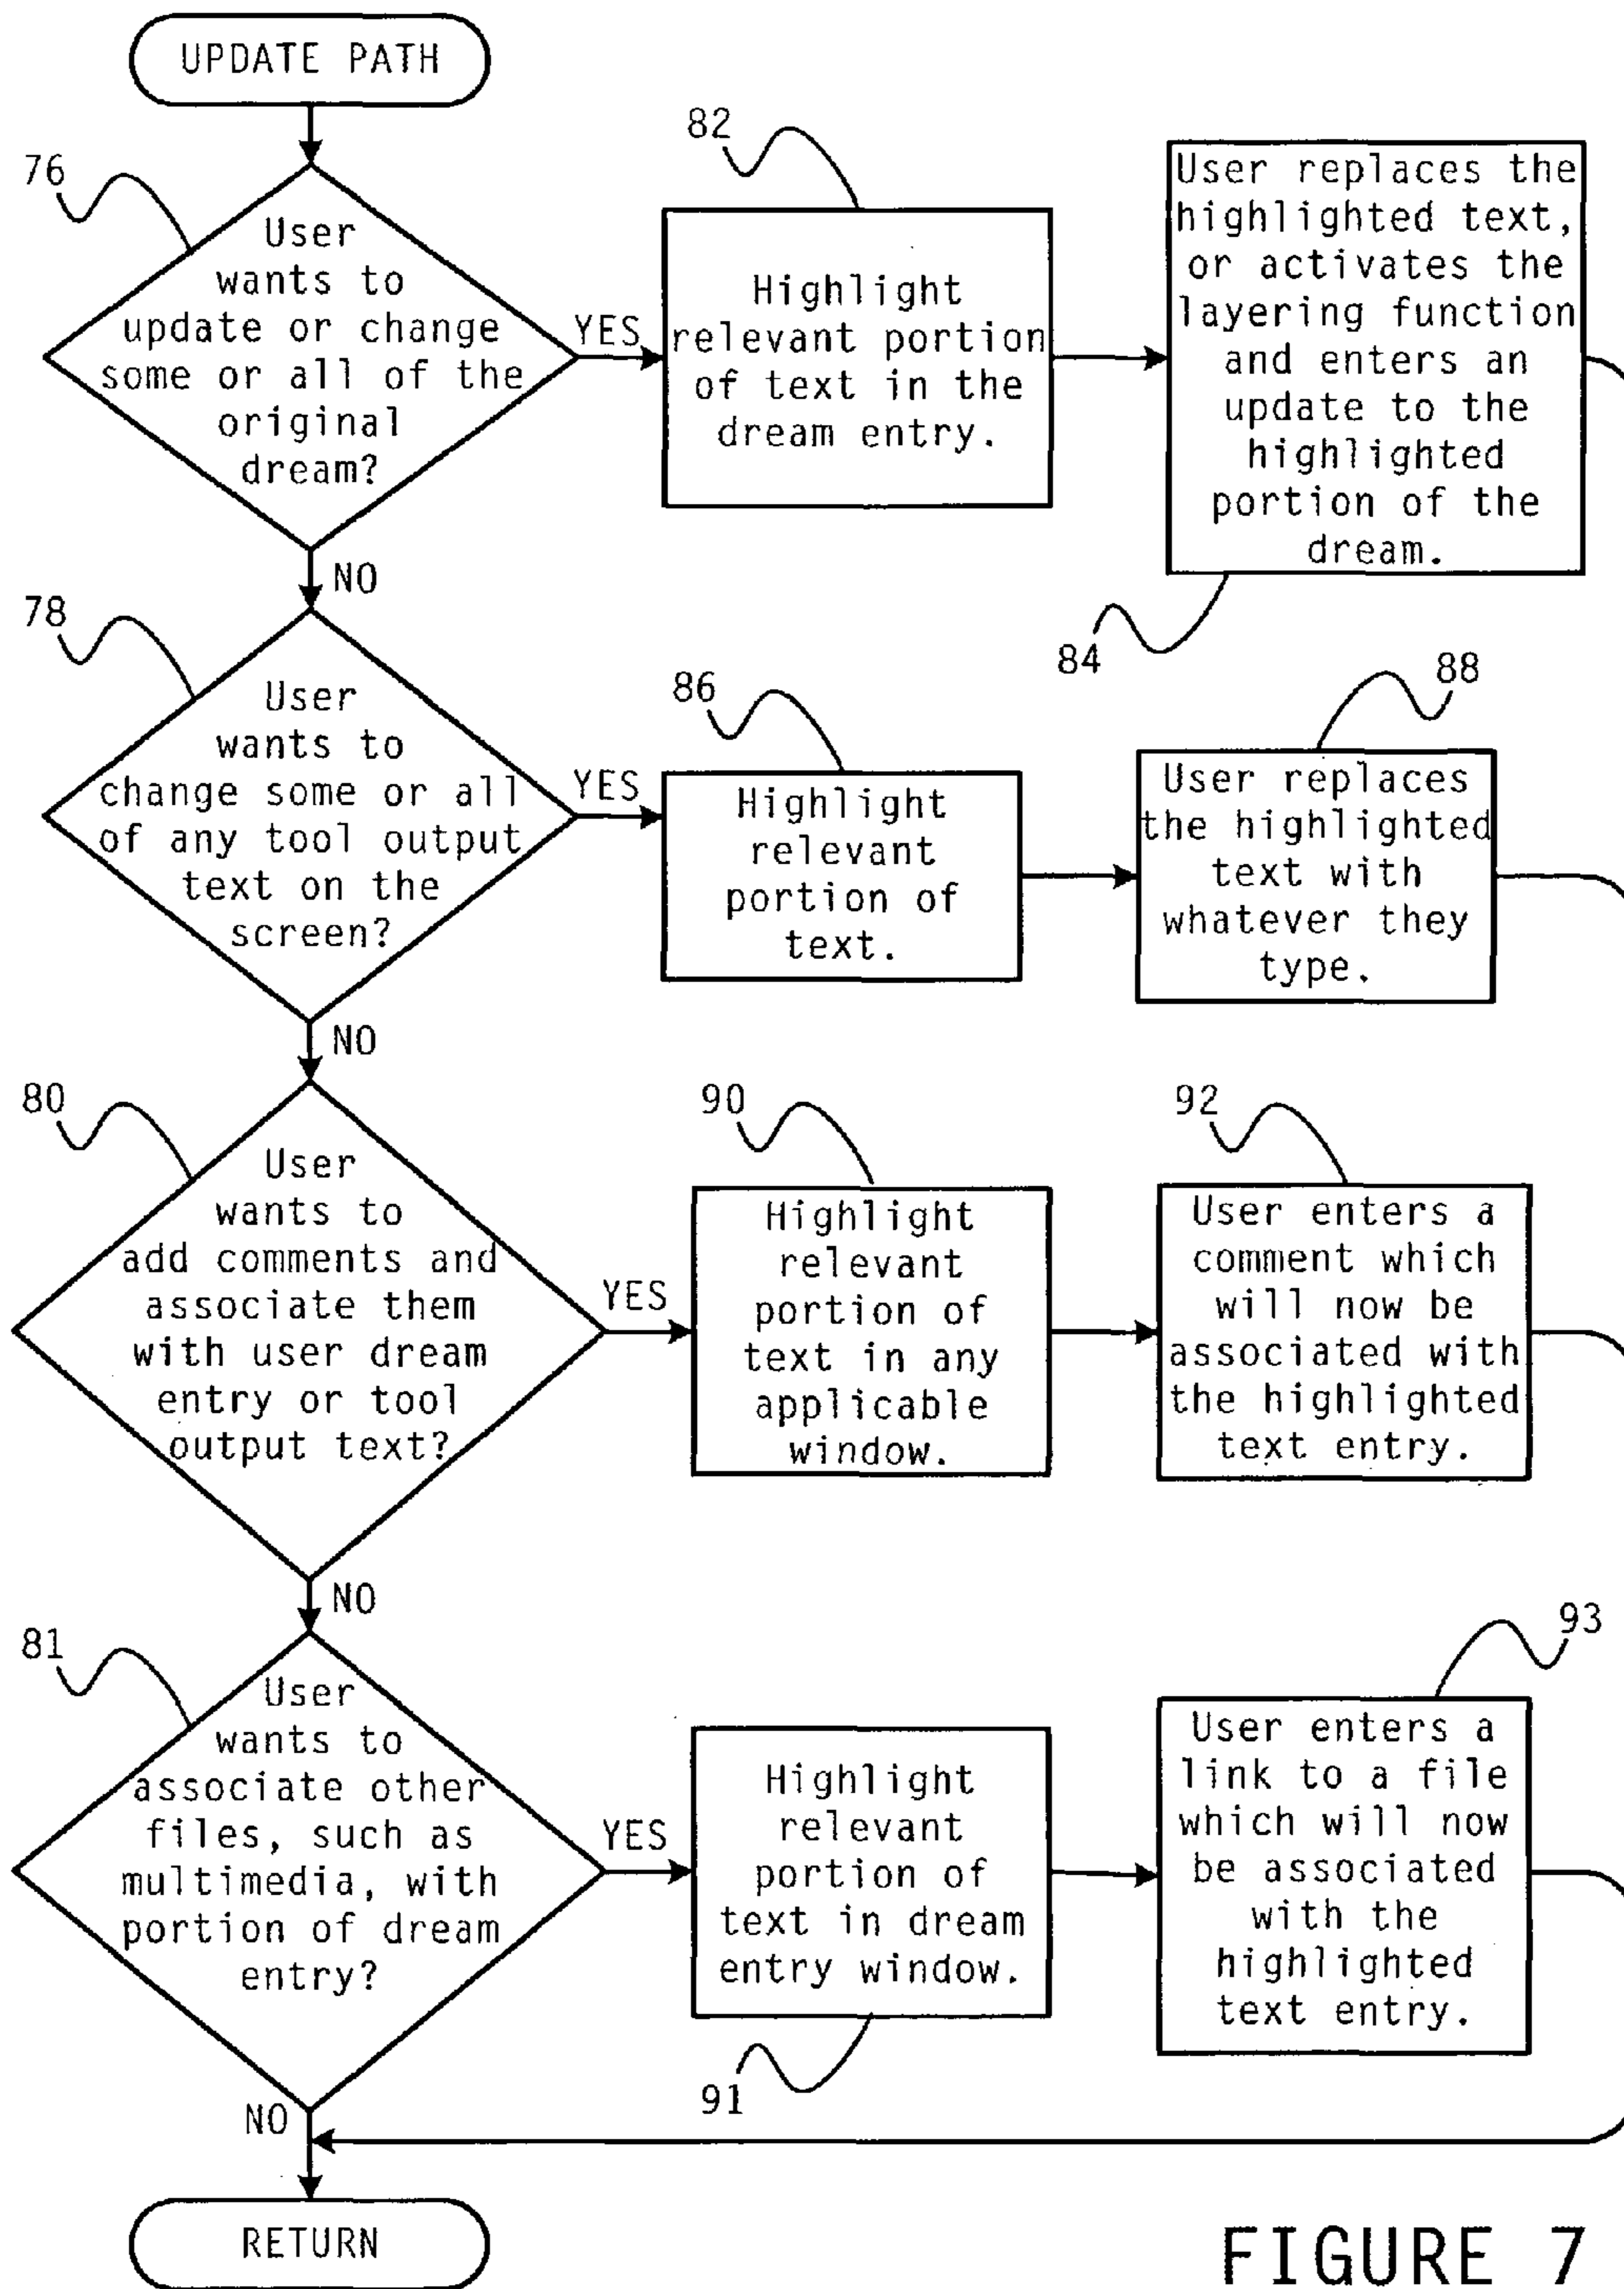 UPDATE PATH
76
User
wants to
update or change
some or all of the
original
dream?
YES
NO
82
Highlight
relevant portion
of text in the
dream entry.
User replaces the
highlighted text,
or activates the
layering function
and enters an
update to the
highlighted
portion of the
dream.
84
78
User
wants to
change some or all
of any tool output
text on the
screen?
YES
NO
86
Highlight
relevant
portion of
text.
88
User replaces
the highlighted
text with
whatever they
type.
80
User
wants to
add comments and
associate them
with user dream
entry or tool
output text?
YES
NO
90
Highlight
relevant
portion of
text in any
applicable
window.
92
User enters a
comment which
will now be
associated with
the highlighted
text entry.
81
User
wants to
associate other
files, such as
multimedia, with
portion of dream
entry?
YES
NO
Highlight
relevant
portion of
text in dream
entry window.
91
93
User enters a
link to a file
which will now
be associated
with the
highlighted
text entry.
RETURN
FIGURE 7